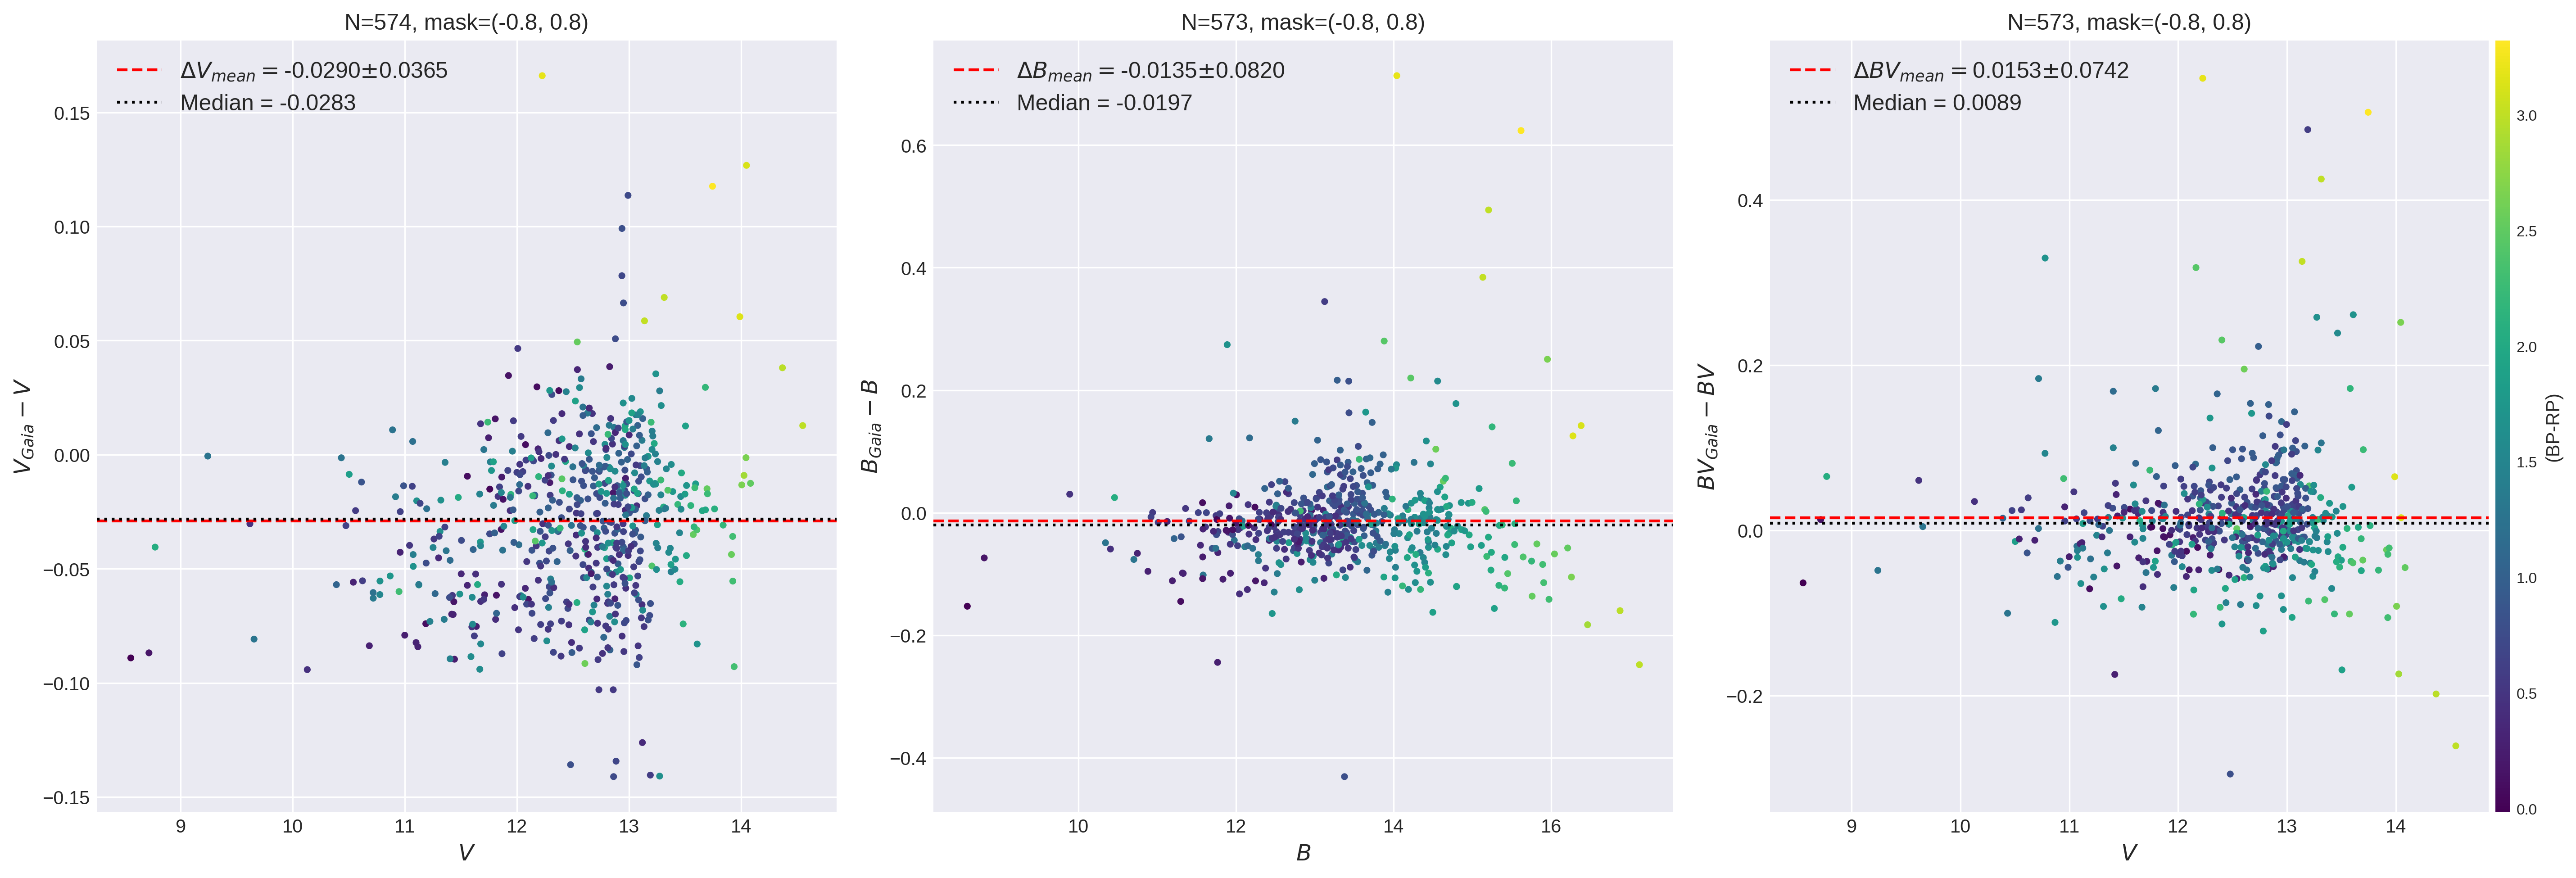 N=574, mask=(-0.8, 0.8)
ΔV_mean = -0.0290±0.0365
Median = -0.0283
0.15
0.10
0.05
0.00
−0.05
−0.10
−0.15
V_Gaia − V
9 10 11 12 13 14
V
N=573, mask=(-0.8, 0.8)
ΔB_mean = -0.0135±0.0820
Median = -0.0197
0.6
0.4
0.2
0.0
−0.2
−0.4
B_Gaia − B
10 12 14 16
B
N=573, mask=(-0.8, 0.8)
ΔBV_mean = 0.0153±0.0742
Median = 0.0089
0.4
0.2
0.0
−0.2
BV_Gaia − BV
9 10 11 12 13 14
V
3.0
2.5
2.0
1.5
1.0
0.5
0.0
(BP-RP)